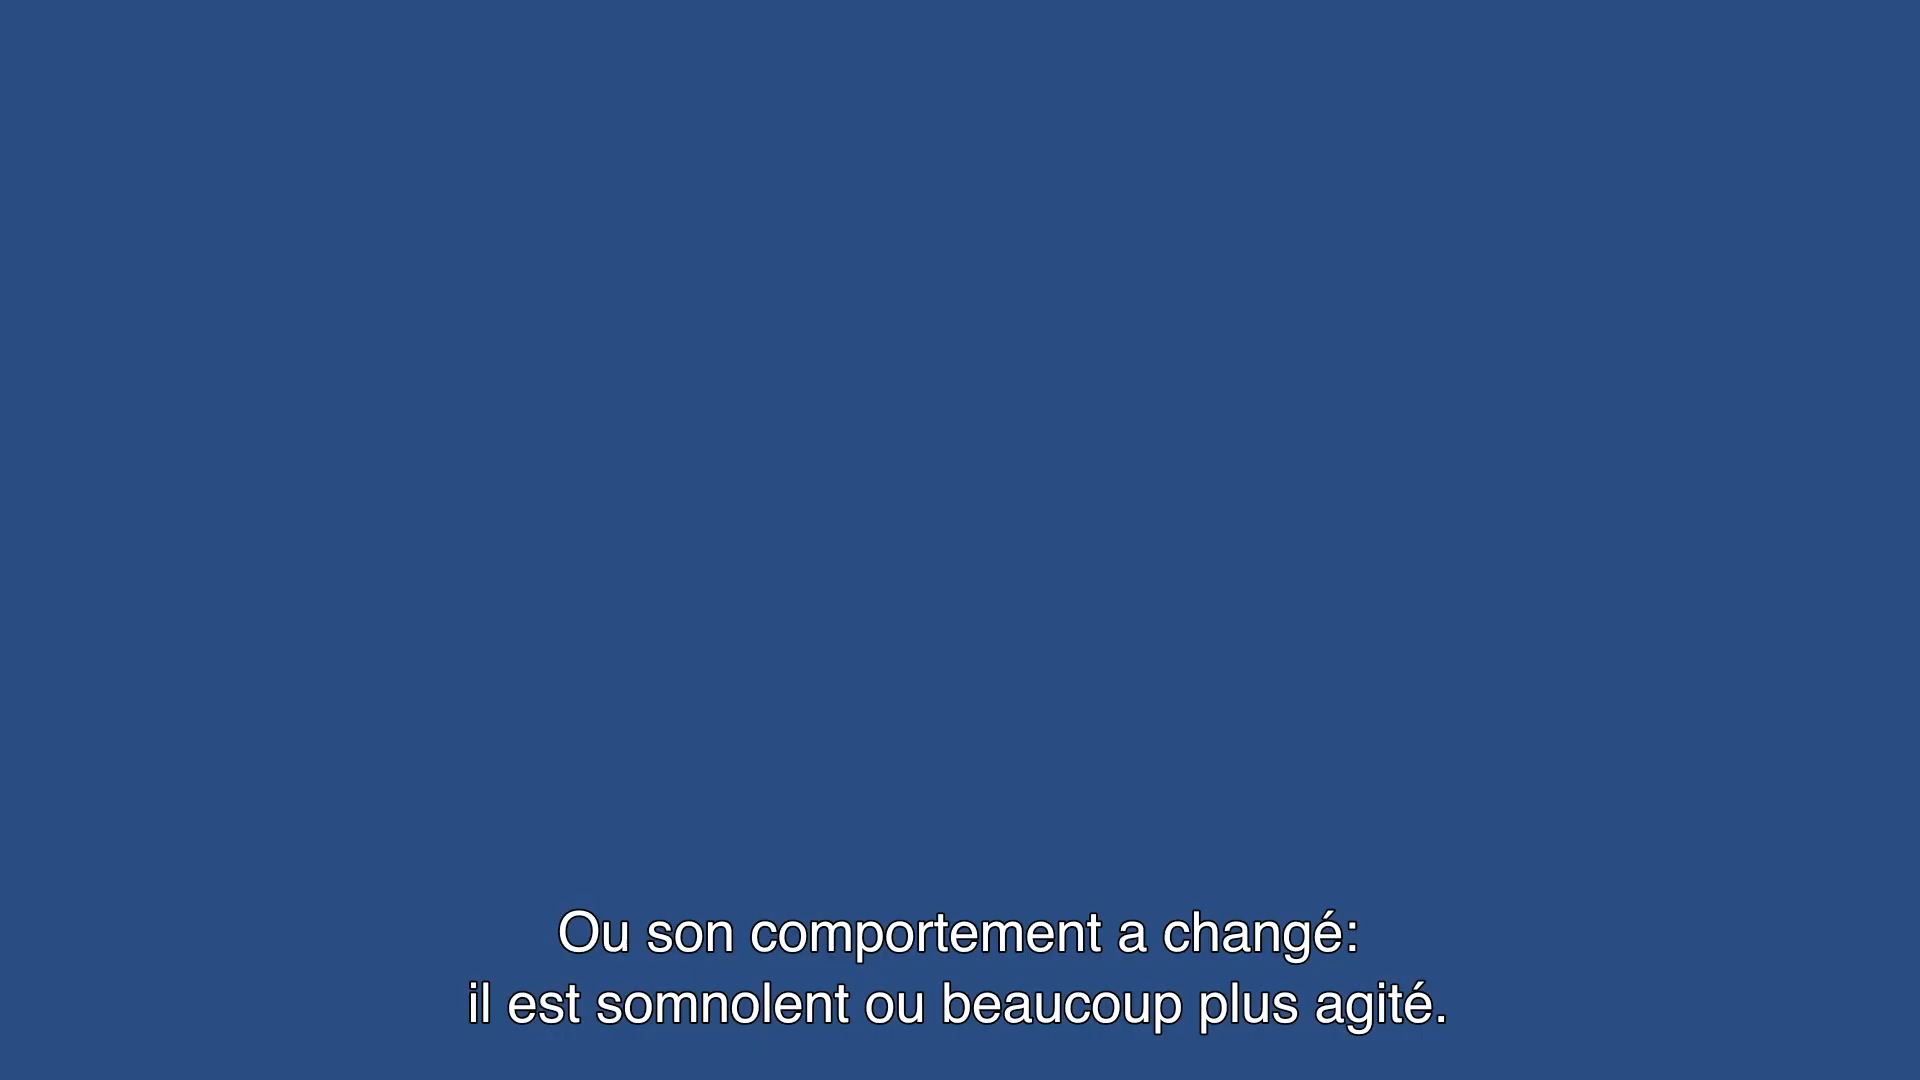 Ou son comportement a changé:
il est somnolent ou beaucoup plus agité.